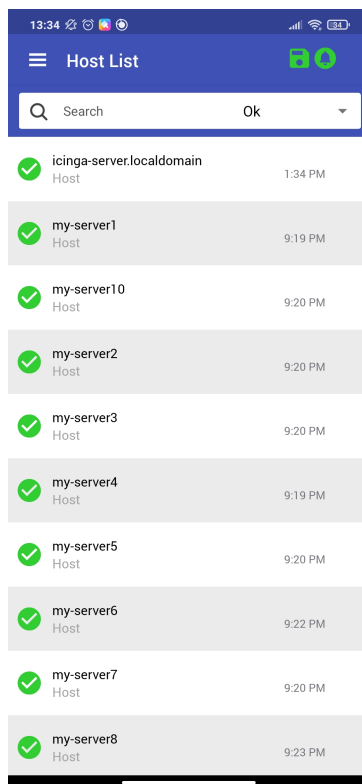 13:34
34
Host List
Search
Ok
icinga-server.localdomain
Host
1:34 PM
my-server1
Host
9:19 PM
my-server10
Host
9:20 PM
my-server2
Host
9:20 PM
my-server3
Host
9:20 PM
my-server4
Host
9:19 PM
my-server5
Host
9:20 PM
my-server6
Host
9:22 PM
my-server7
Host
9:20 PM
my-server8
Host
9:23 PM